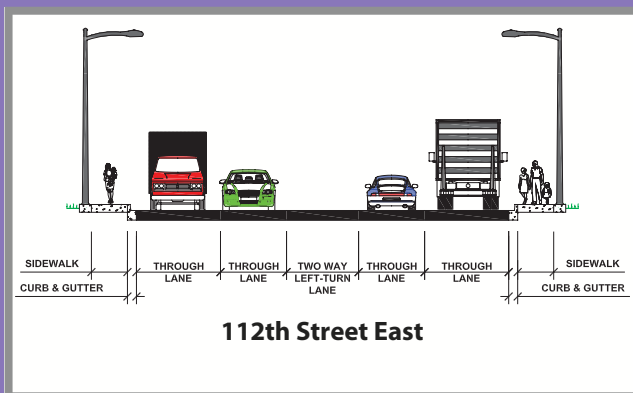 SIDEWALK
THROUGH
LANE
THROUGH
LANE
TWO WAY
LEFT-TURN
LANE
THROUGH
LANE
THROUGH
LANE
SIDEWALK
CURB & GUTTER
CURB & GUTTER
112th Street East